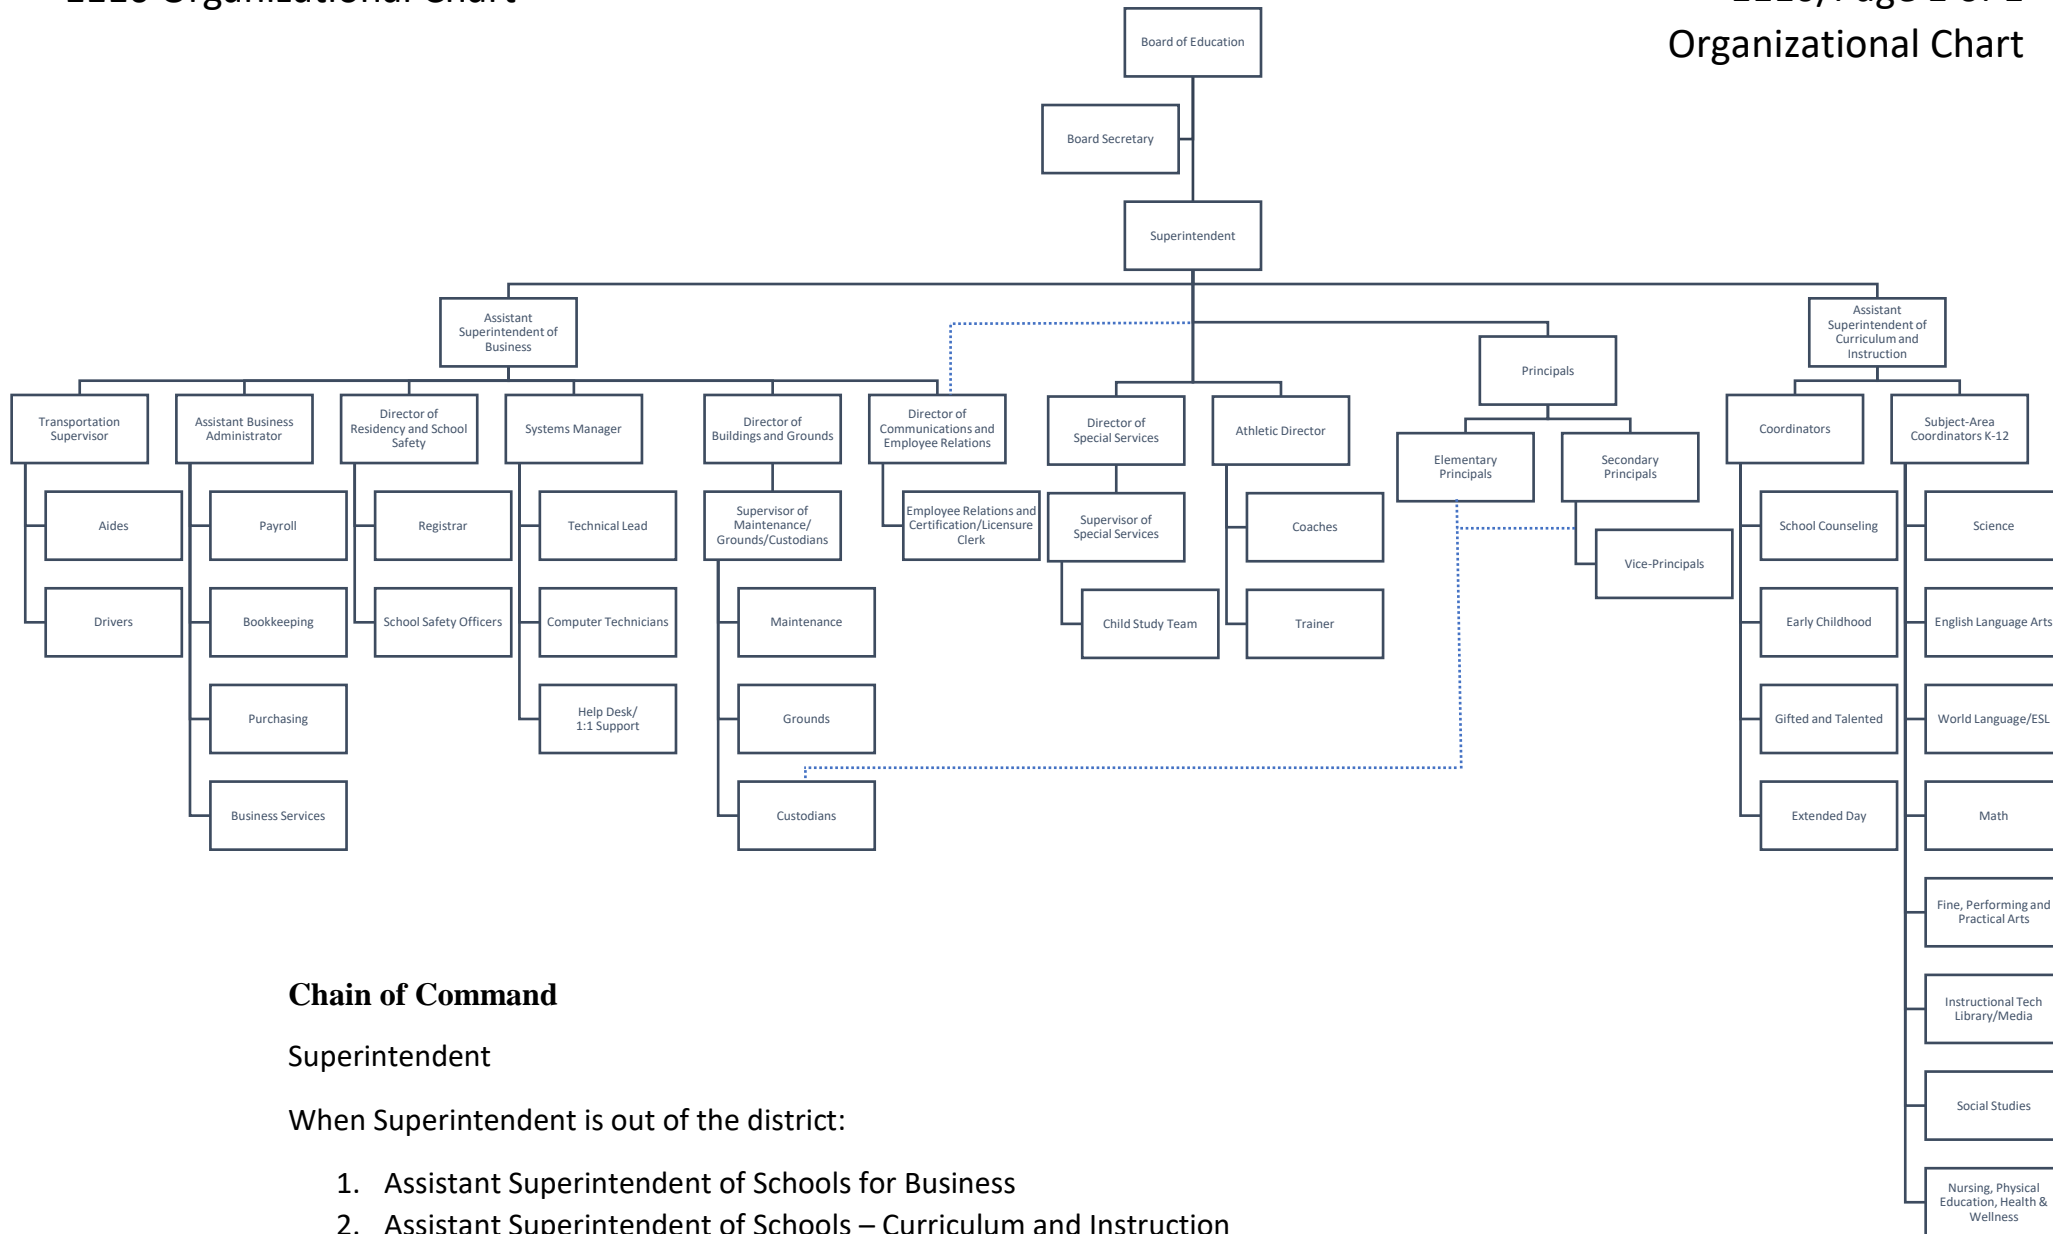 Organizational Chart
Organizational Chart
Board of Education
Board Secretary
Superintendent
Assistant
Superintendent of
Business
Assistant
Superintendent of
Curriculum and
Instruction
Principals
Transportation
Supervisor
Assistant Business
Administrator
Director of
Residency and School
Safety
Systems Manager
Director of
Buildings and Grounds
Director of
Communications and
Employee Relations
Director of
Special Services
Athletic Director
Elementary
Principals
Secondary
Principals
Coordinators
Subject-Area
Coordinators K-12
Aides
Drivers
Payroll
Bookkeeping
Purchasing
Business Services
Registrar
School Safety Officers
Technical Lead
Computer Technicians
Help Desk/
1:1 Support
Supervisor of
Maintenance/
Grounds/Custodians
Maintenance
Grounds
Custodians
Employee Relations and
Certification/Licensure
Clerk
Supervisor of
Special Services
Child Study Team
Coaches
Trainer
Vice-Principals
School Counseling
Early Childhood
Gifted and Talented
Extended Day
Science
English Language Arts
World Language/ESL
Math
Fine, Performing and
Practical Arts
Instructional Tech
Library/Media
Social Studies
Nursing, Physical
Education, Health &
Wellness
Chain of Command
Superintendent
When Superintendent is out of the district:
1. Assistant Superintendent of Schools for Business
2. Assistant Superintendent of Schools – Curriculum and Instruction